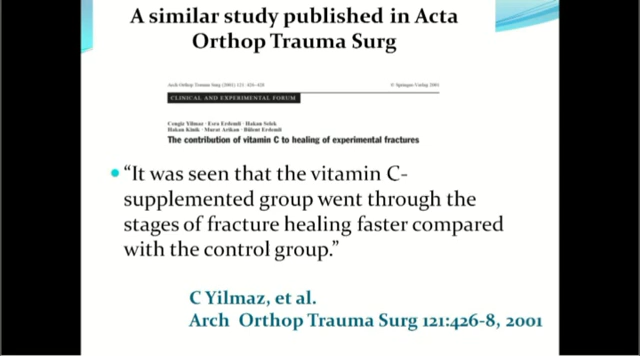 A similar study published in Acta
Orthop Trauma Surg
Arch Orthop Trauma Surg (2001) 121: 426–428
© Springer-Verlag 2001
CLINICAL AND EXPERIMENTAL FORUM
Cengiz Yilmaz · Esra Erdemli · Hakan Selek
Hakan Kinik · Murat Arikan · Bülent Erdemli
The contribution of vitamin C to healing of experimental fractures
“It was seen that the vitamin C-
supplemented group went through the
stages of fracture healing faster compared
with the control group.”
C Yilmaz, et al.
Arch Orthop Trauma Surg 121:426-8, 2001